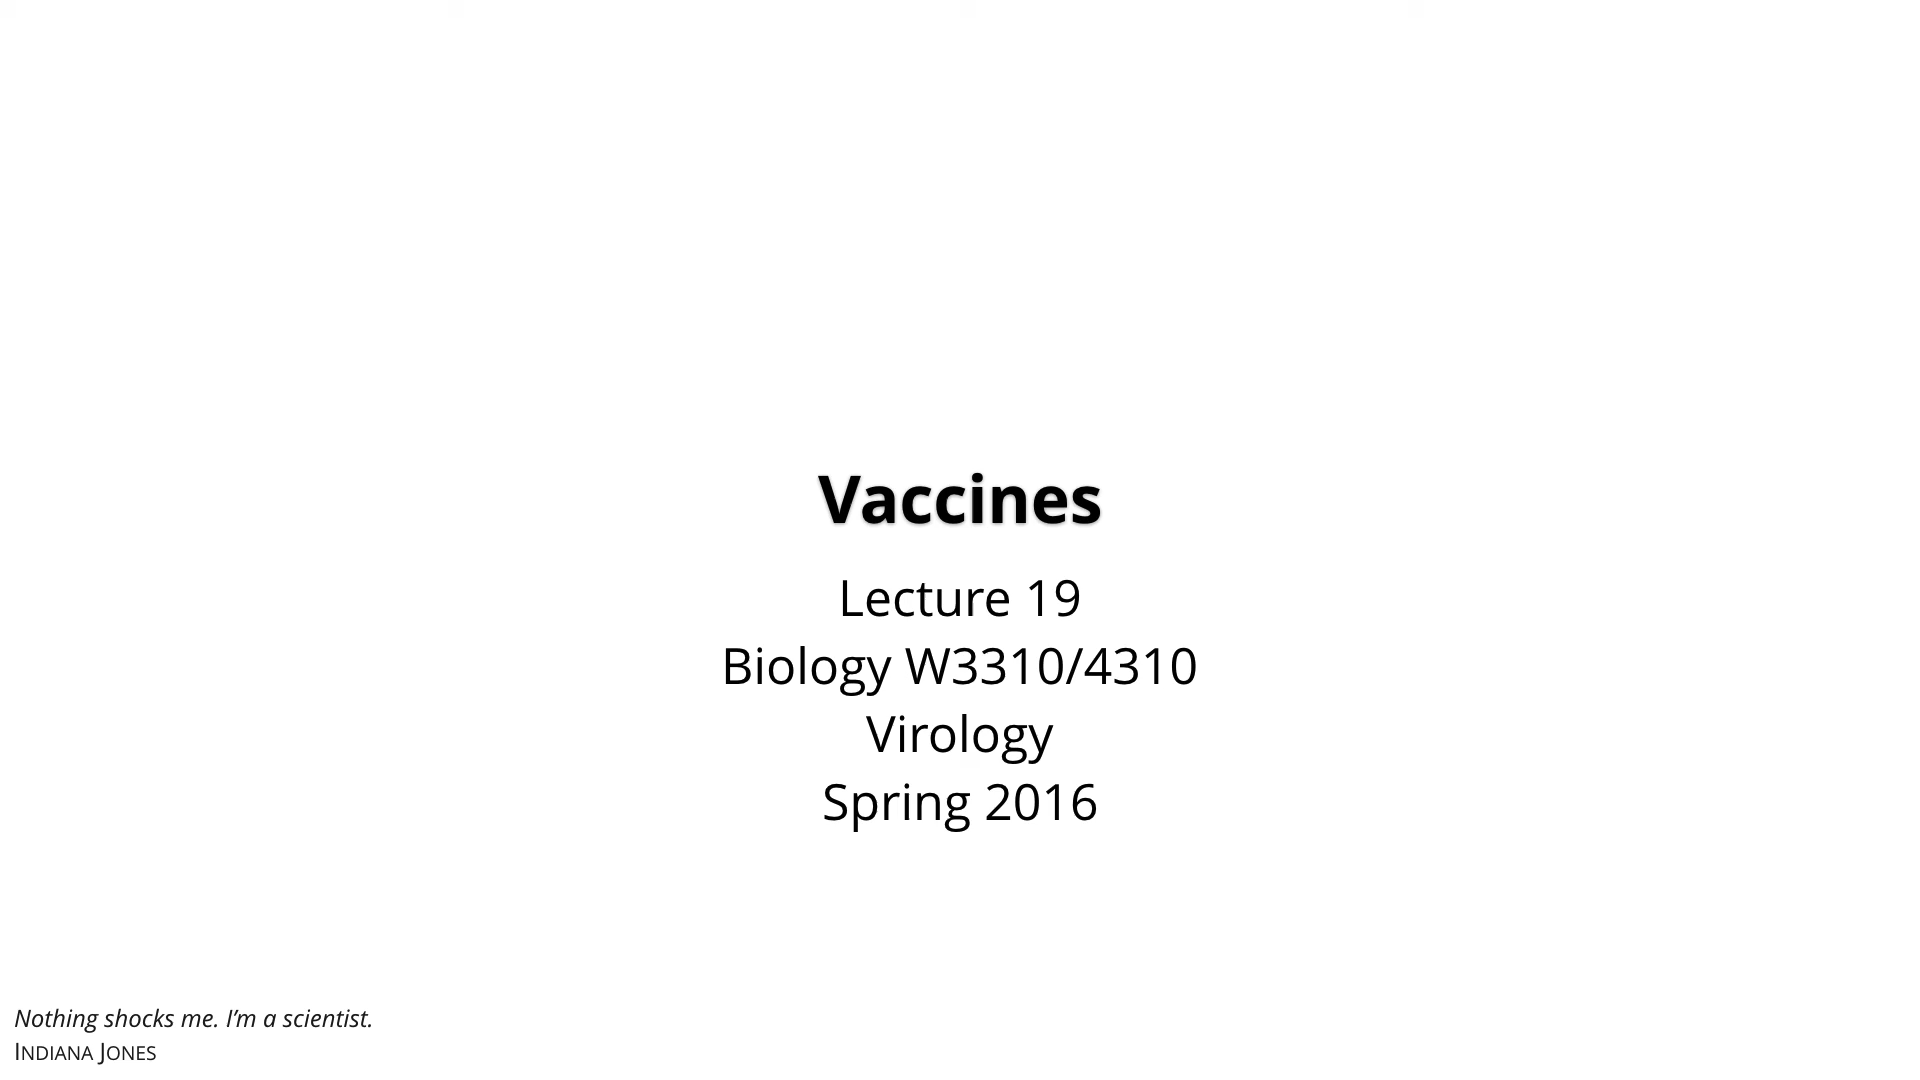 Vaccines
Lecture 19
Biology W3310/4310
Virology
Spring 2016
Nothing shocks me. I’m a scientist.
INDIANA JONES